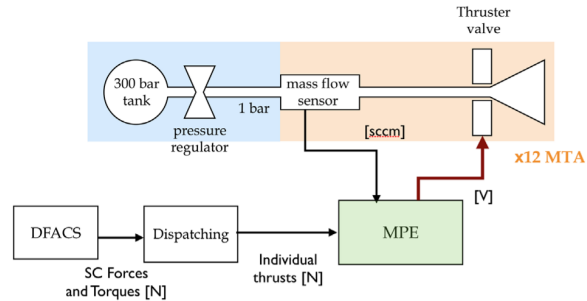 Thruster
valve
300 bar
tank
mass flow
sensor
1 bar
pressure
regulator
[sccm]
x12 MTA
[V]
DFACS
Dispatching
MPE
SC Forces
and Torques [N]
Individual
thrusts [N]